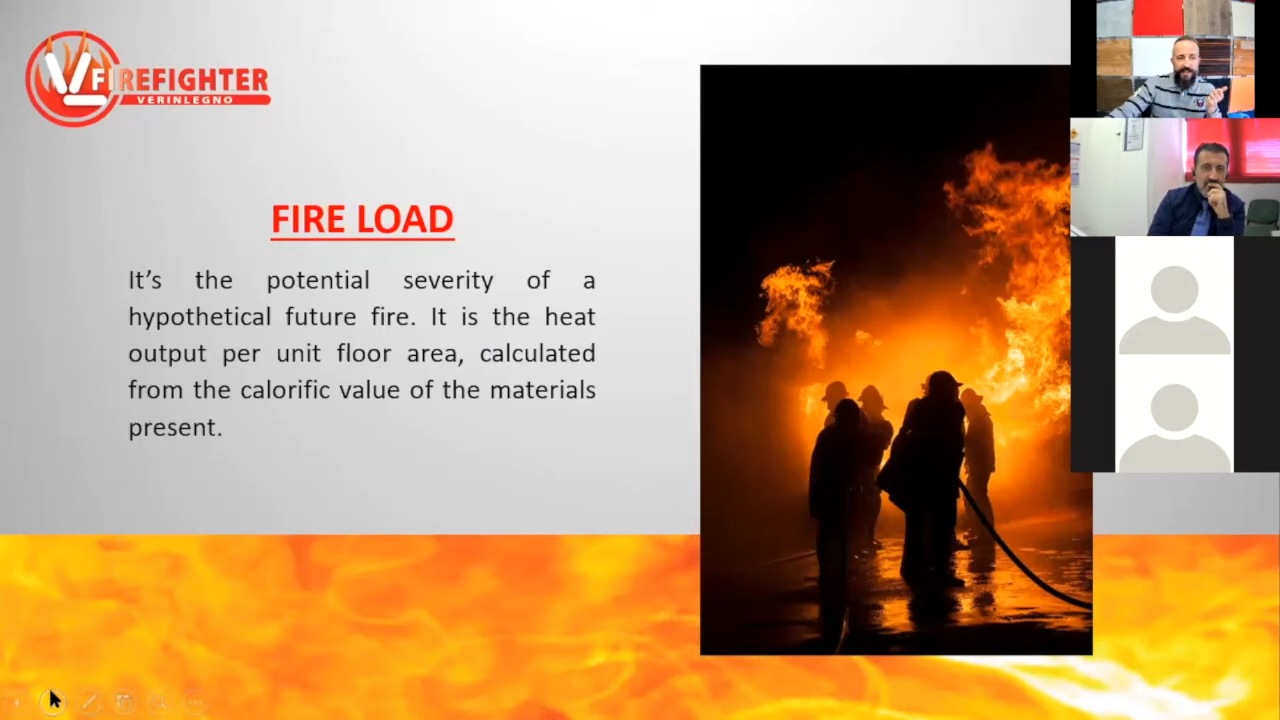 FIREFIGHTER
VERINLEGNO
FIRE LOAD
It’s the potential severity of a
hypothetical future fire. It is the heat
output per unit floor area, calculated
from the calorific value of the materials
present.